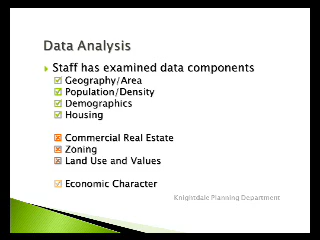 Data Analysis
Staff has examined data components
Geography/Area
Population/Density
Demographics
Housing
Commercial Real Estate
Zoning
Land Use and Values
Economic Character
Knightdale Planning Department